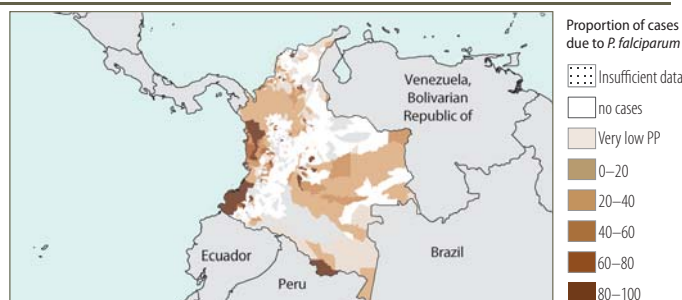 Proportion of cases
due to P. falciparum
Insufficient data
no cases
Very low PP
0–20
20–40
40–60
60–80
80–100
Venezuela,
Bolivarian
Republic of
Ecuador
Peru
Brazil